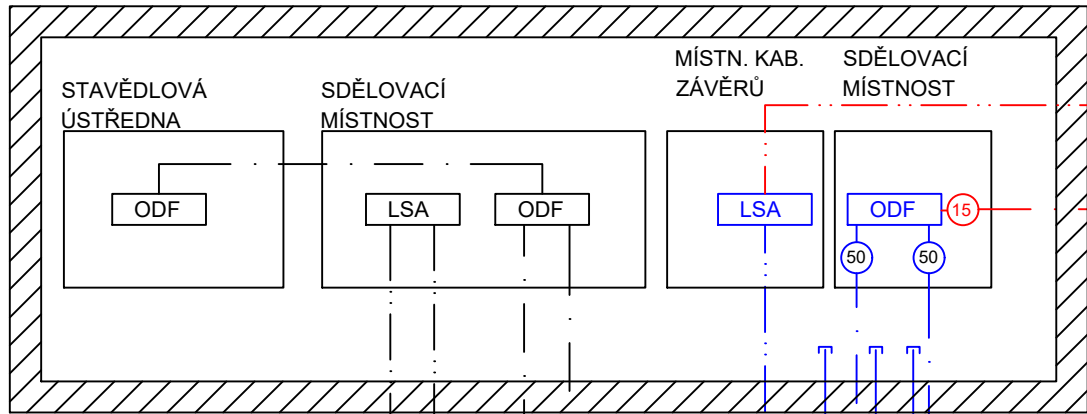 STAVĚDLOVÁ
ÚSTŘEDNA
SDĚLOVACÍ
MÍSTNOST
MÍSTN. KAB.
ZÁVĚRŮ
SDĚLOVACÍ
MÍSTNOST
ODF
LSA
ODF
LSA
ODF
15
50
50